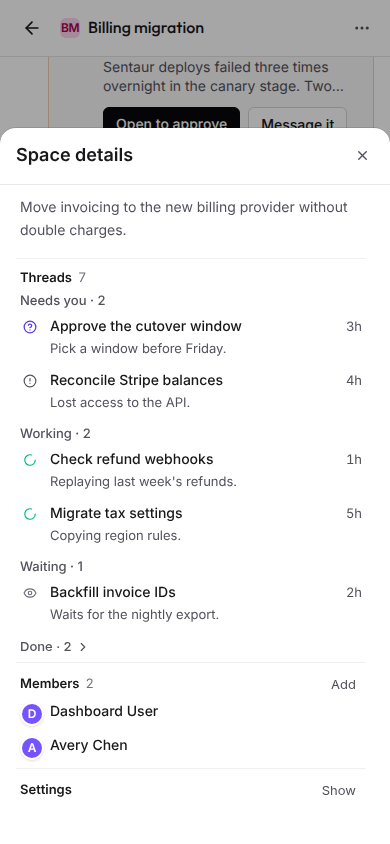 BM Billing migration
Sentaur deploys failed three times
overnight in the canary stage. Two...
Open to approve Message it
Space details
Move invoicing to the new billing provider without
double charges.
Threads 7
Needs you · 2
Approve the cutover window 3h
Pick a window before Friday.
Reconcile Stripe balances 4h
Lost access to the API.
Working · 2
Check refund webhooks 1h
Replaying last week's refunds.
Migrate tax settings 5h
Copying region rules.
Waiting · 1
Backfill invoice IDs 2h
Waits for the nightly export.
Done · 2
Members 2 Add
D Dashboard User
A Avery Chen
Settings Show